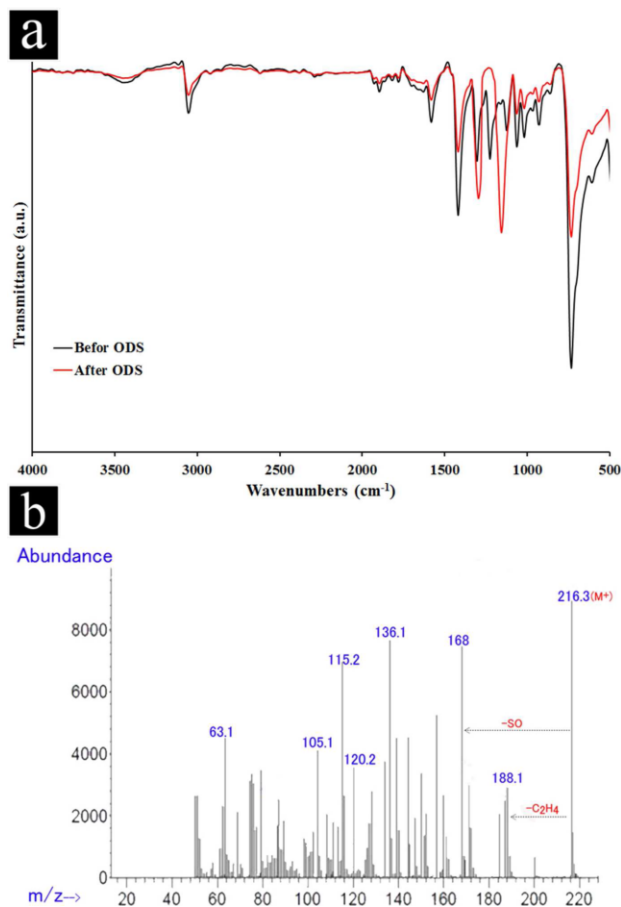 a
Transmittance (a.u.)
Befor ODS
After ODS
4000 3500 3000 2500 2000 1500 1000 500
Wavenumbers (cm⁻¹)
b
Abundance
216.3(M+)
8000
136.1
168
115.2
6000
-SO
63.1
105.1
4000
120.2
188.1
2000
-C₂H₄
0
m/z-->
20 40 60 80 100 120 140 160 180 200 220